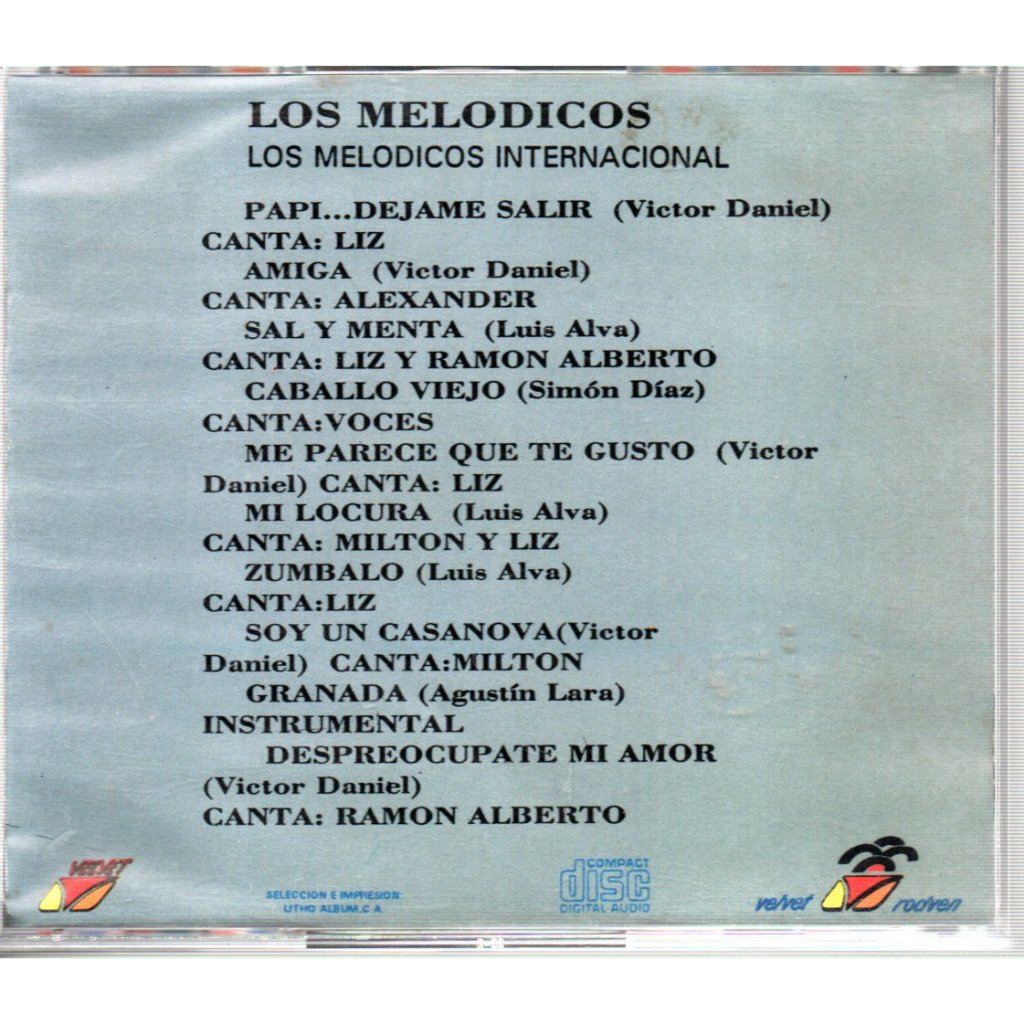 LOS MELODICOS
LOS MELODICOS INTERNACIONAL
PAPI...DEJAME SALIR (Victor Daniel)
CANTA: LIZ
AMIGA (Victor Daniel)
CANTA: ALEXANDER
SAL Y MENTA (Luis Alva)
CANTA: LIZ Y RAMON ALBERTO
CABALLO VIEJO (Simón Díaz)
CANTA:VOCES
ME PARECE QUE TE GUSTO (Victor
Daniel) CANTA: LIZ
MI LOCURA (Luis Alva)
CANTA: MILTON Y LIZ
ZUMBALO (Luis Alva)
CANTA:LIZ
SOY UN CASANOVA(Victor
Daniel) CANTA:MILTON
GRANADA (Agustín Lara)
INSTRUMENTAL
DESPREOCUPATE MI AMOR
(Victor Daniel)
CANTA: RAMON ALBERTO
VELVET
SELECCION E IMPRESION:
LITHO ALBUM,C.A.
COMPACT
disc
DIGITAL AUDIO
velvet rodven